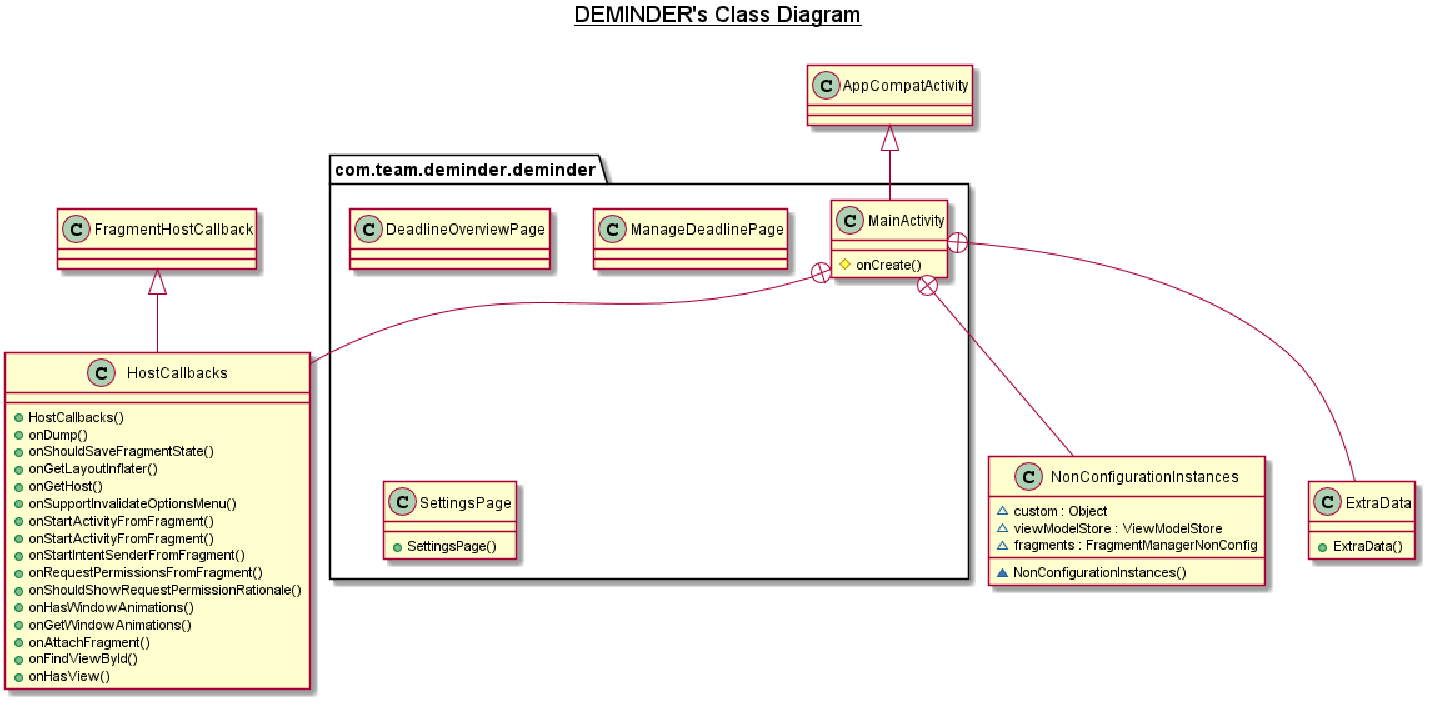 DEMINDER's Class Diagram
C AppCompatActivity
com.team.deminder.deminder
C FragmentHostCallback
C DeadlineOverviewPage
C ManageDeadlinePage
C MainActivity
onCreate()
C HostCallbacks
HostCallbacks()
onDump()
onShouldSaveFragmentState()
onGetLayoutInflater()
onGetHost()
onSupportInvalidateOptionsMenu()
onStartActivityFromFragment()
onStartActivityFromFragment()
onStartIntentSenderFromFragment()
onRequestPermissionsFromFragment()
onShouldShowRequestPermissionRationale()
onHasWindowAnimations()
onGetWindowAnimations()
onAttachFragment()
onFindViewById()
onHasView()
C SettingsPage
SettingsPage()
C NonConfigurationInstances
custom : Object
viewModelStore : ViewModelStore
fragments : FragmentManagerNonConfig
NonConfigurationInstances()
C ExtraData
ExtraData()